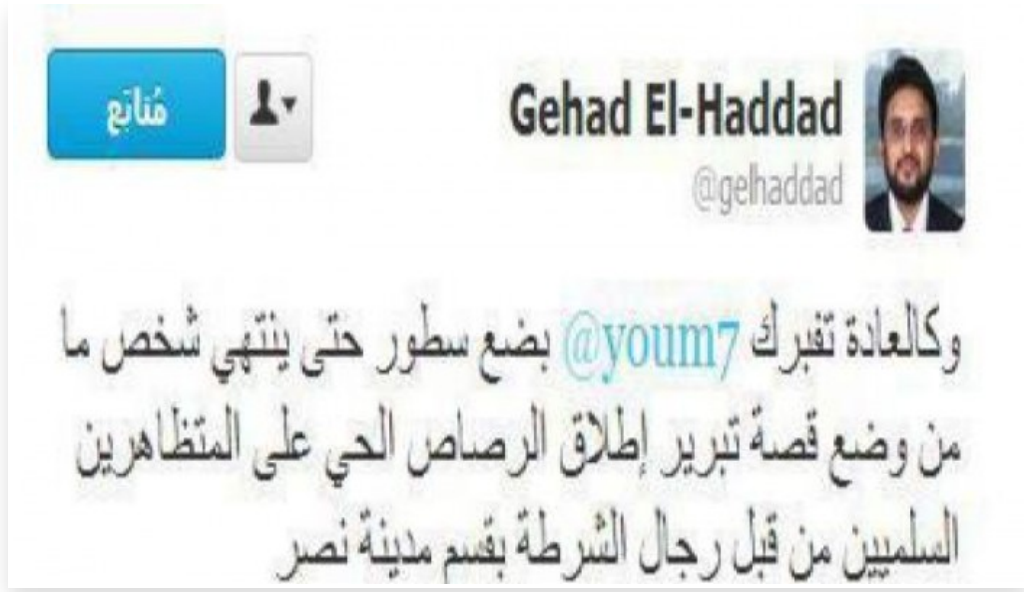 Gehad El-Haddad
مُتابَع
@gelhaddad
وكالعادة تفبرك @youm7 بضع سطور حتى ينتهي شخص ما
من وضع قصة تبرير إطلاق الرصاص الحي على المتظاهرين
السلميين من قبل رجال الشرطة بقسم مدينة نصر